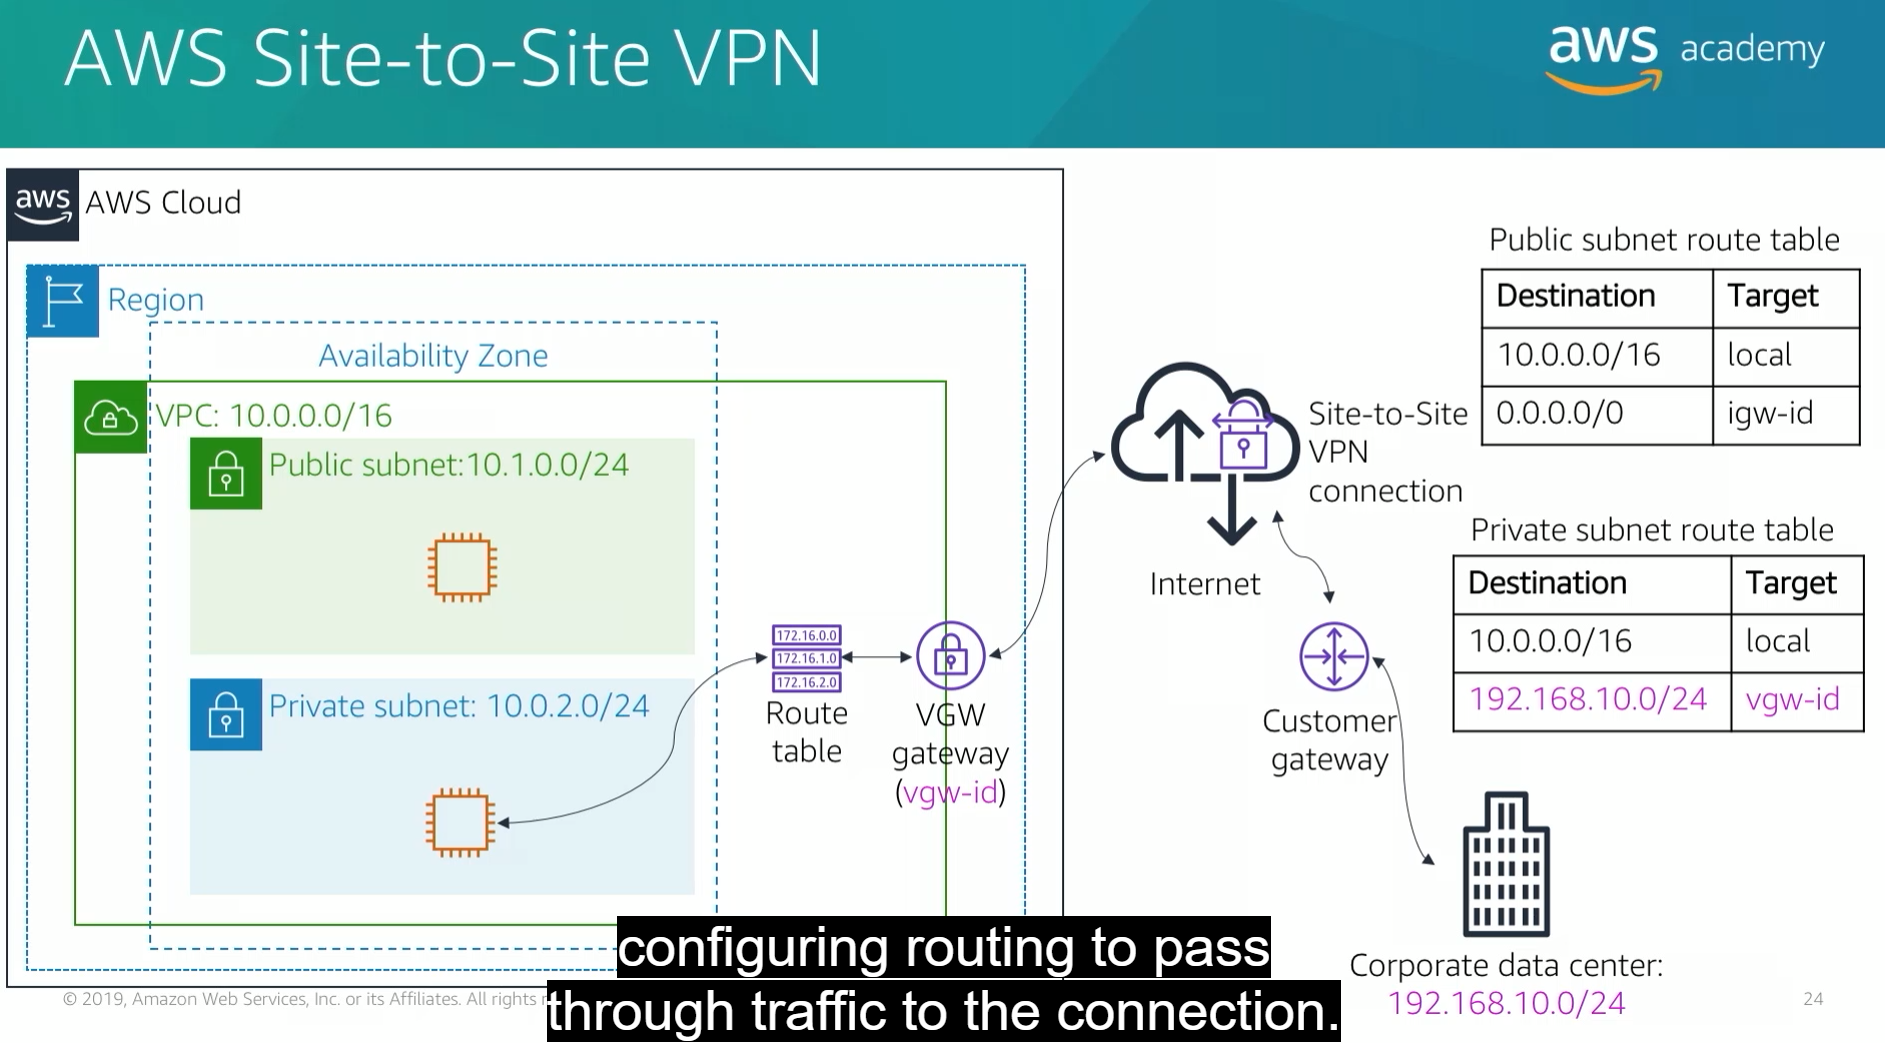 AWS Site-to-Site VPN
aws academy
aws AWS Cloud
Region
Availability Zone
VPC: 10.0.0.0/16
Public subnet:10.1.0.0/24
Private subnet: 10.0.2.0/24
172.16.0.0
172.16.1.0
172.16.2.0
Route
table
VGW
gateway
(vgw-id)
Site-to-Site
VPN
connection
Internet
Customer
gateway
Corporate data center:
192.168.10.0/24
Public subnet route table
Destination Target
10.0.0.0/16 local
0.0.0.0/0 igw-id
Private subnet route table
Destination Target
10.0.0.0/16 local
192.168.10.0/24 vgw-id
configuring routing to pass
through traffic to the connection.
© 2019, Amazon Web Services, Inc. or its Affiliates. All rights
24